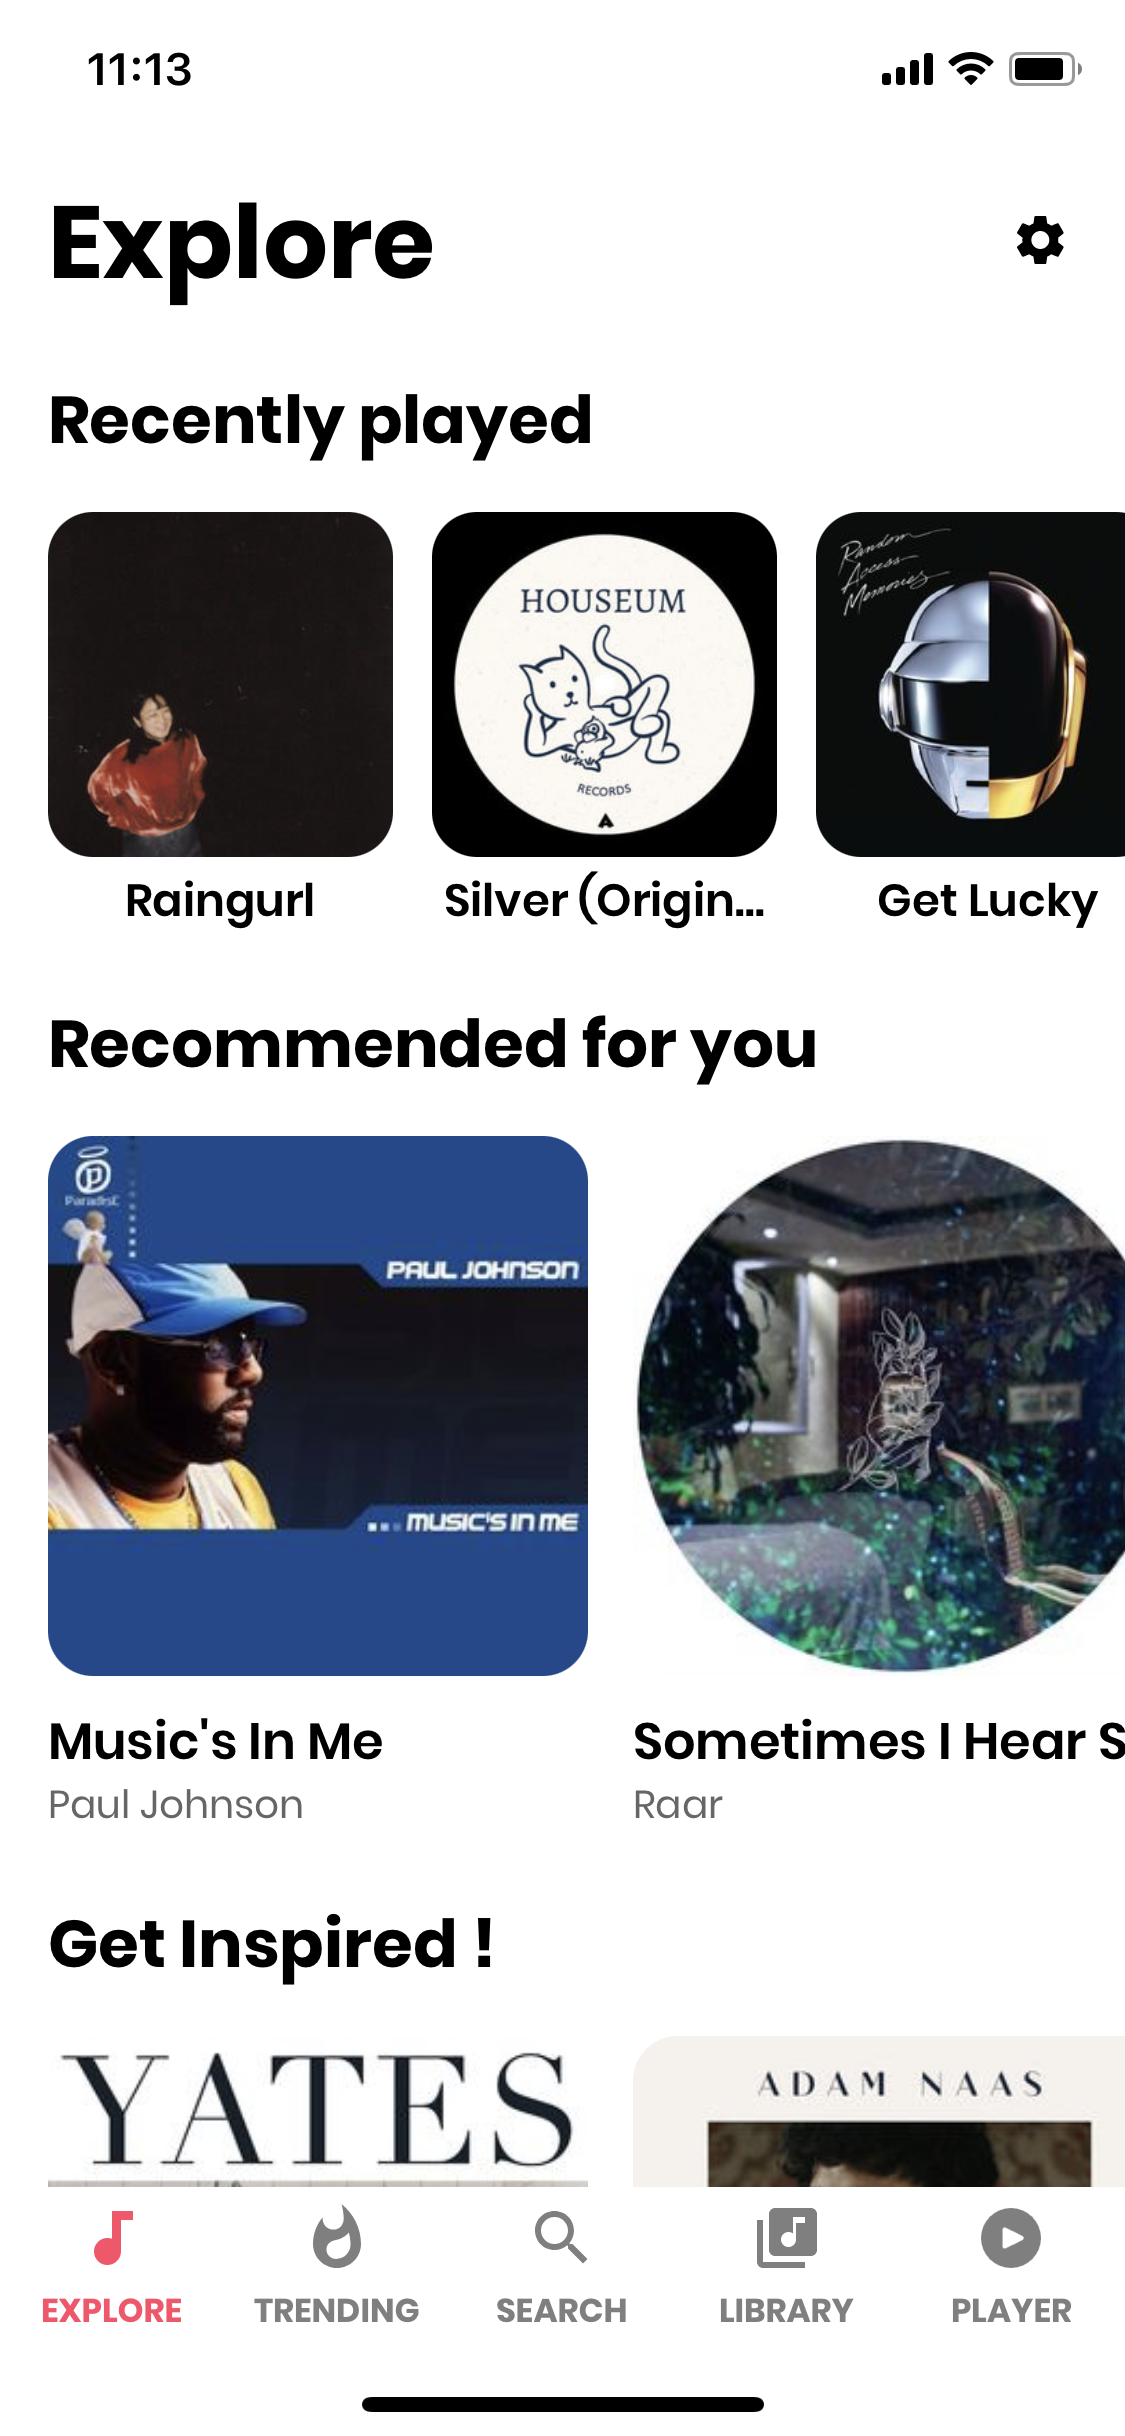 11:13
Explore
Recently played
Random
Access
Memories
HOUSEUM
RECORDS
Raingurl
Silver (Origin...
Get Lucky
Recommended for you
Paradise
PAUL JOHNSON
...MUSIC'S IN ME
Music's In Me
Paul Johnson
Sometimes I Hear S
Raar
Get Inspired !
YATES
ADAM NAAS
EXPLORE
TRENDING
SEARCH
LIBRARY
PLAYER